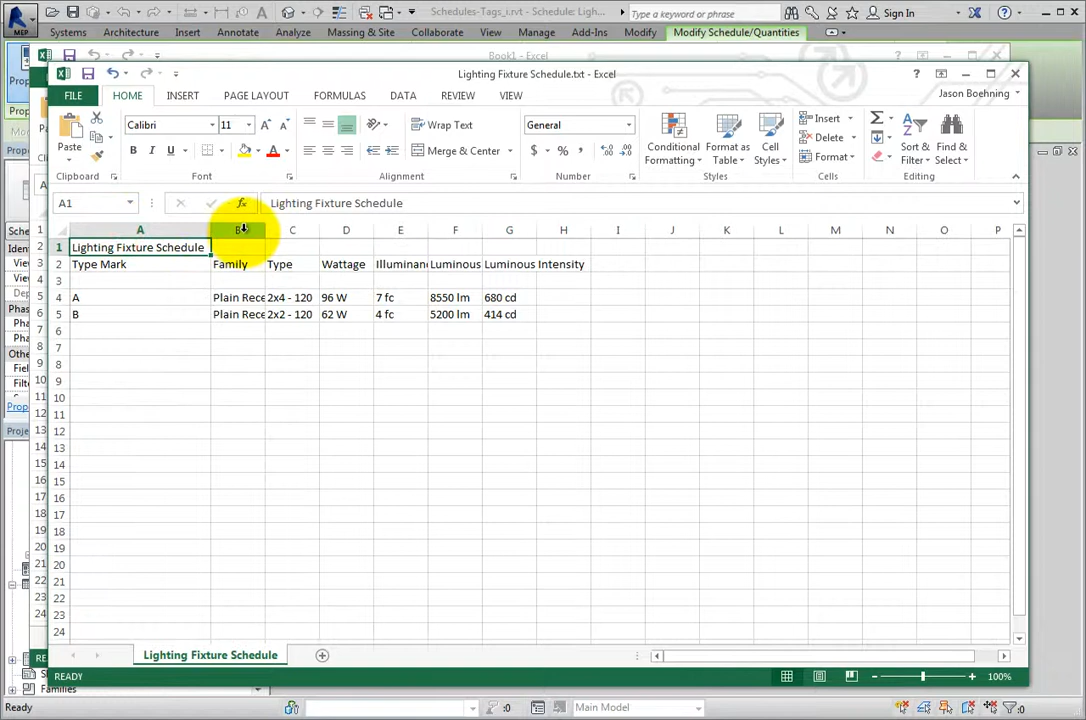 Schedules-Tags_i.rvt - Schedule: Ligh...
Type a keyword or phrase
Sign In
MEP
Systems Architecture Insert Annotate Analyze Massing & Site Collaborate View Manage Add-Ins Modify Modify Schedule/Quantities
Book1 - Excel
Lighting Fixture Schedule.txt - Excel
FILE HOME INSERT PAGE LAYOUT FORMULAS DATA REVIEW VIEW
Jason Boehning
Paste
Calibri 11
B I U
Wrap Text
Merge & Center
General
$ % ,
Conditional Formatting
Format as Table
Cell Styles
Insert
Delete
Format
Sort & Filter
Find & Select
Clipboard Font Alignment Number Styles Cells Editing
A1 fx Lighting Fixture Schedule
A B C D E F G H I J K L M N O P
1 Lighting Fixture Schedule
2 Type Mark Family Type Wattage Illuminanc Luminous Luminous Intensity
3
4 A Plain Rece 2x4 - 120 96 W 7 fc 8550 lm 680 cd
5 B Plain Rece 2x2 - 120 62 W 4 fc 5200 lm 414 cd
6
7
8
9
10
11
12
13
14
15
16
17
18
19
20
21
22
23
24
Lighting Fixture Schedule
READY
100%
Families
Ready
:0
Main Model
:0